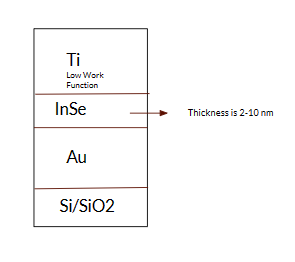 Ti
Low Work
Function
InSe
Thickness is 2-10 nm
Au
Si/SiO2